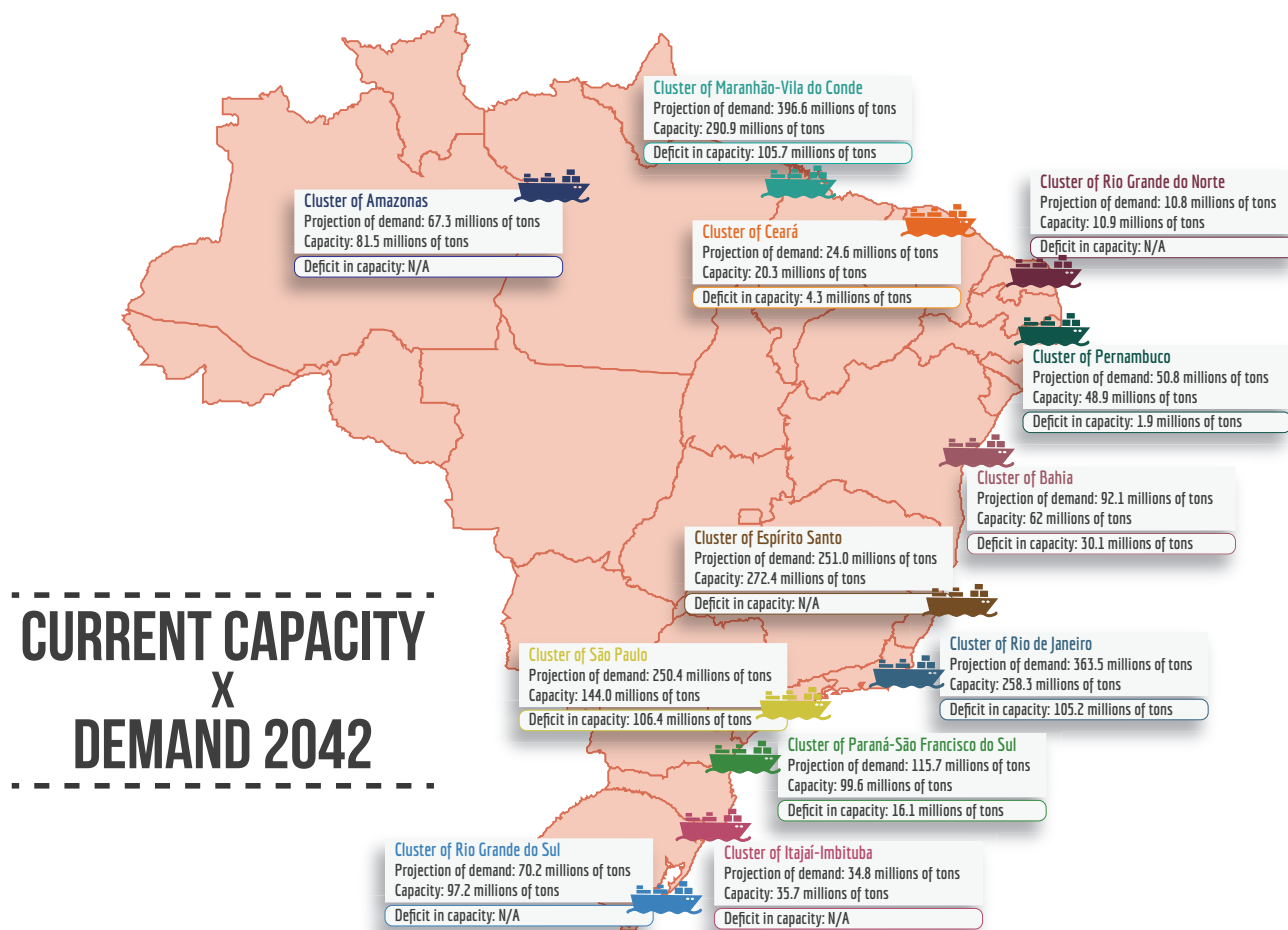 Cluster of Maranhão-Vila do Conde
Projection of demand: 396.6 millions of tons
Capacity: 290.9 millions of tons
Deficit in capacity: 105.7 millions of tons
Cluster of Amazonas
Projection of demand: 67.3 millions of tons
Capacity: 81.5 millions of tons
Deficit in capacity: N/A
Cluster of Rio Grande do Norte
Projection of demand: 10.8 millions of tons
Capacity: 10.9 millions of tons
Deficit in capacity: N/A
Cluster of Ceará
Projection of demand: 24.6 millions of tons
Capacity: 20.3 millions of tons
Deficit in capacity: 4.3 millions of tons
Cluster of Pernambuco
Projection of demand: 50.8 millions of tons
Capacity: 48.9 millions of tons
Deficit in capacity: 1.9 millions of tons
Cluster of Bahia
Projection of demand: 92.1 millions of tons
Capacity: 62 millions of tons
Deficit in capacity: 30.1 millions of tons
Cluster of Espírito Santo
Projection of demand: 251.0 millions of tons
Capacity: 272.4 millions of tons
Deficit in capacity: N/A
CURRENT CAPACITY
X
DEMAND 2042
Cluster of Rio de Janeiro
Projection of demand: 363.5 millions of tons
Capacity: 258.3 millions of tons
Deficit in capacity: 105.2 millions of tons
Cluster of São Paulo
Projection of demand: 250.4 millions of tons
Capacity: 144.0 millions of tons
Deficit in capacity: 106.4 millions of tons
Cluster of Paraná-São Francisco do Sul
Projection of demand: 115.7 millions of tons
Capacity: 99.6 millions of tons
Deficit in capacity: 16.1 millions of tons
Cluster of Rio Grande do Sul
Projection of demand: 70.2 millions of tons
Capacity: 97.2 millions of tons
Deficit in capacity: N/A
Cluster of Itajaí-Imbituba
Projection of demand: 34.8 millions of tons
Capacity: 35.7 millions of tons
Deficit in capacity: N/A